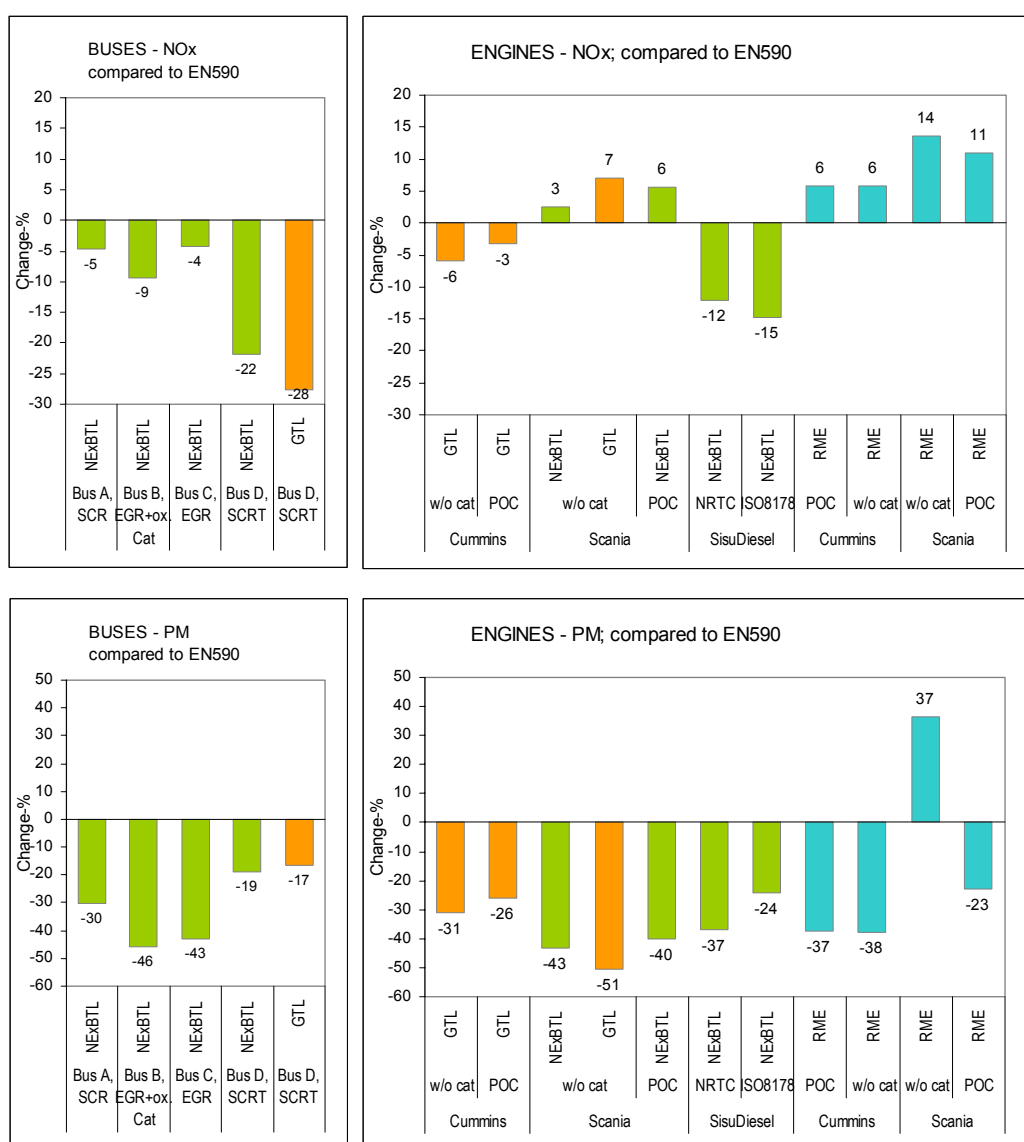 BUSES - NOx
compared to EN590
20
15
10
5
0
-5
-10
-15
-20
-25
-30
Change-%
-5
-9
-4
-22
-28
NExBTL
NExBTL
NExBTL
NExBTL
GTL
Bus A, Bus B, Bus C, Bus D, Bus D,
SCR EGR+ox. EGR SCRT SCRT
Cat
ENGINES - NOx; compared to EN590
20
15
10
5
0
-5
-10
-15
-20
-25
-30
Change-%
-6
-3
3
7
6
-12
-15
6
6
14
11
GTL
GTL
NExBTL
GTL
NExBTL
NExBTL
NExBTL
RME
RME
RME
RME
w/o cat POC w/o cat POC NRTC ISO8178 POC w/o cat w/o cat POC
Cummins Scania SisuDiesel Cummins Scania
BUSES - PM
compared to EN590
50
40
30
20
10
0
-10
-20
-30
-40
-50
-60
Change-%
-30
-46
-43
-19
-17
NExBTL
NExBTL
NExBTL
NExBTL
GTL
Bus A, Bus B, Bus C, Bus D, Bus D,
SCR EGR+ox. EGR SCRT SCRT
Cat
ENGINES - PM; compared to EN590
50
40
30
20
10
0
-10
-20
-30
-40
-50
-60
Change-%
-31
-26
-43
-51
-40
-37
-24
-37
-38
37
-23
GTL
GTL
NExBTL
GTL
NExBTL
NExBTL
NExBTL
RME
RME
RME
RME
w/o cat POC w/o cat POC NRTC ISO8178 POC w/o cat w/o cat POC
Cummins Scania SisuDiesel Cummins Scania